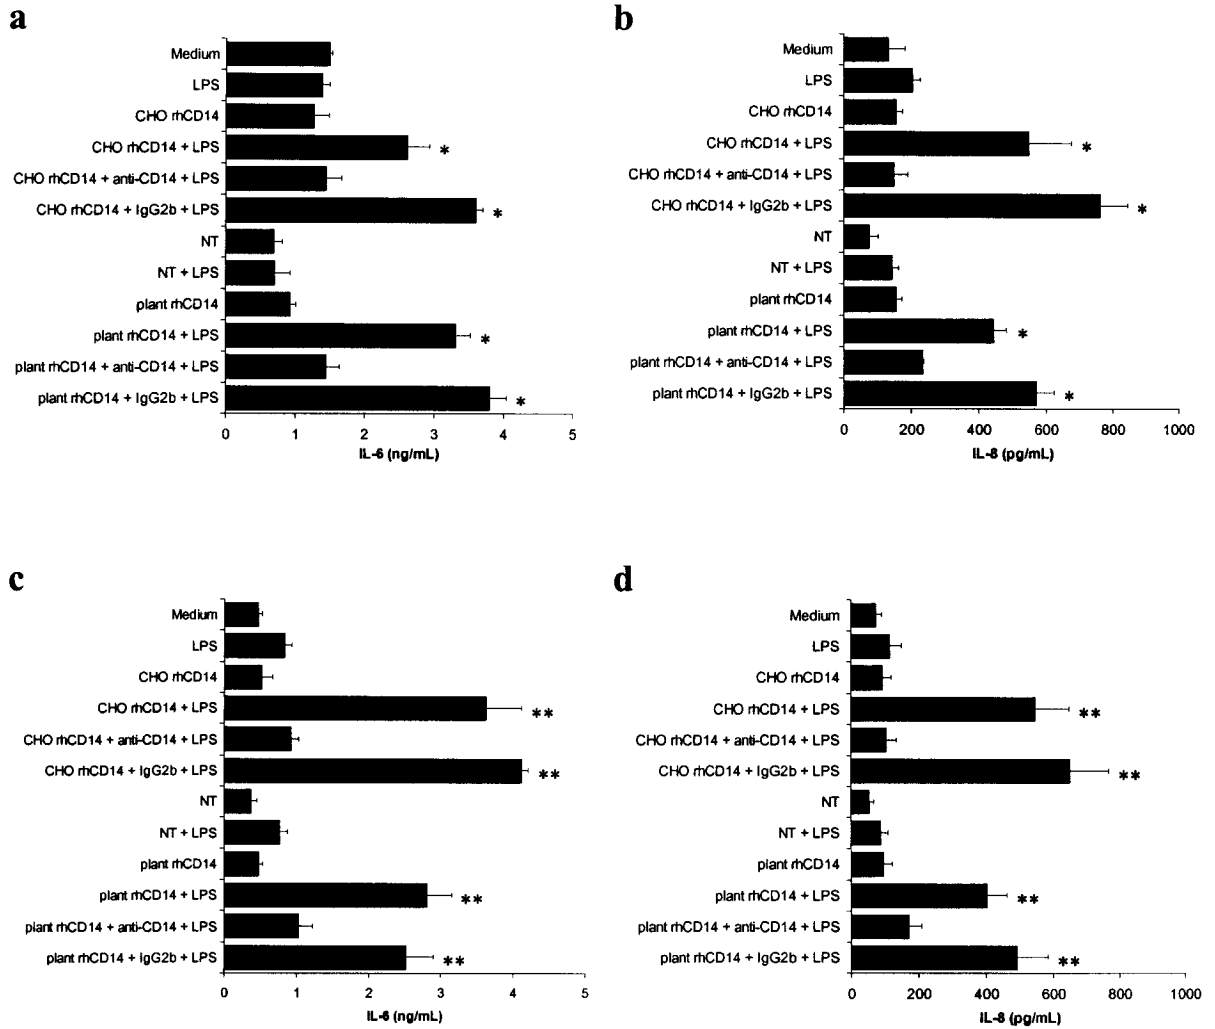 a
Medium
LPS
CHO rhCD14
CHO rhCD14 + LPS *
CHO rhCD14 + anti-CD14 + LPS
CHO rhCD14 + IgG2b + LPS *
NT
NT + LPS
plant rhCD14
plant rhCD14 + LPS *
plant rhCD14 + anti-CD14 + LPS
plant rhCD14 + IgG2b + LPS *
0 1 2 3 4 5
IL-6 (ng/mL)
b
Medium
LPS
CHO rhCD14
CHO rhCD14 + LPS *
CHO rhCD14 + anti-CD14 + LPS
CHO rhCD14 + IgG2b + LPS *
NT
NT + LPS
plant rhCD14
plant rhCD14 + LPS *
plant rhCD14 + anti-CD14 + LPS
plant rhCD14 + IgG2b + LPS *
0 200 400 600 800 1000
IL-8 (pg/mL)
c
Medium
LPS
CHO rhCD14
CHO rhCD14 + LPS **
CHO rhCD14 + anti-CD14 + LPS
CHO rhCD14 + IgG2b + LPS **
NT
NT + LPS
plant rhCD14
plant rhCD14 + LPS **
plant rhCD14 + anti-CD14 + LPS
plant rhCD14 + IgG2b + LPS **
0 1 2 3 4 5
IL-6 (ng/mL)
d
Medium
LPS
CHO rhCD14
CHO rhCD14 + LPS **
CHO rhCD14 + anti-CD14 + LPS
CHO rhCD14 + IgG2b + LPS **
NT
NT + LPS
plant rhCD14
plant rhCD14 + LPS **
plant rhCD14 + anti-CD14 + LPS
plant rhCD14 + IgG2b + LPS **
0 200 400 600 800 1000
IL-8 (pg/mL)